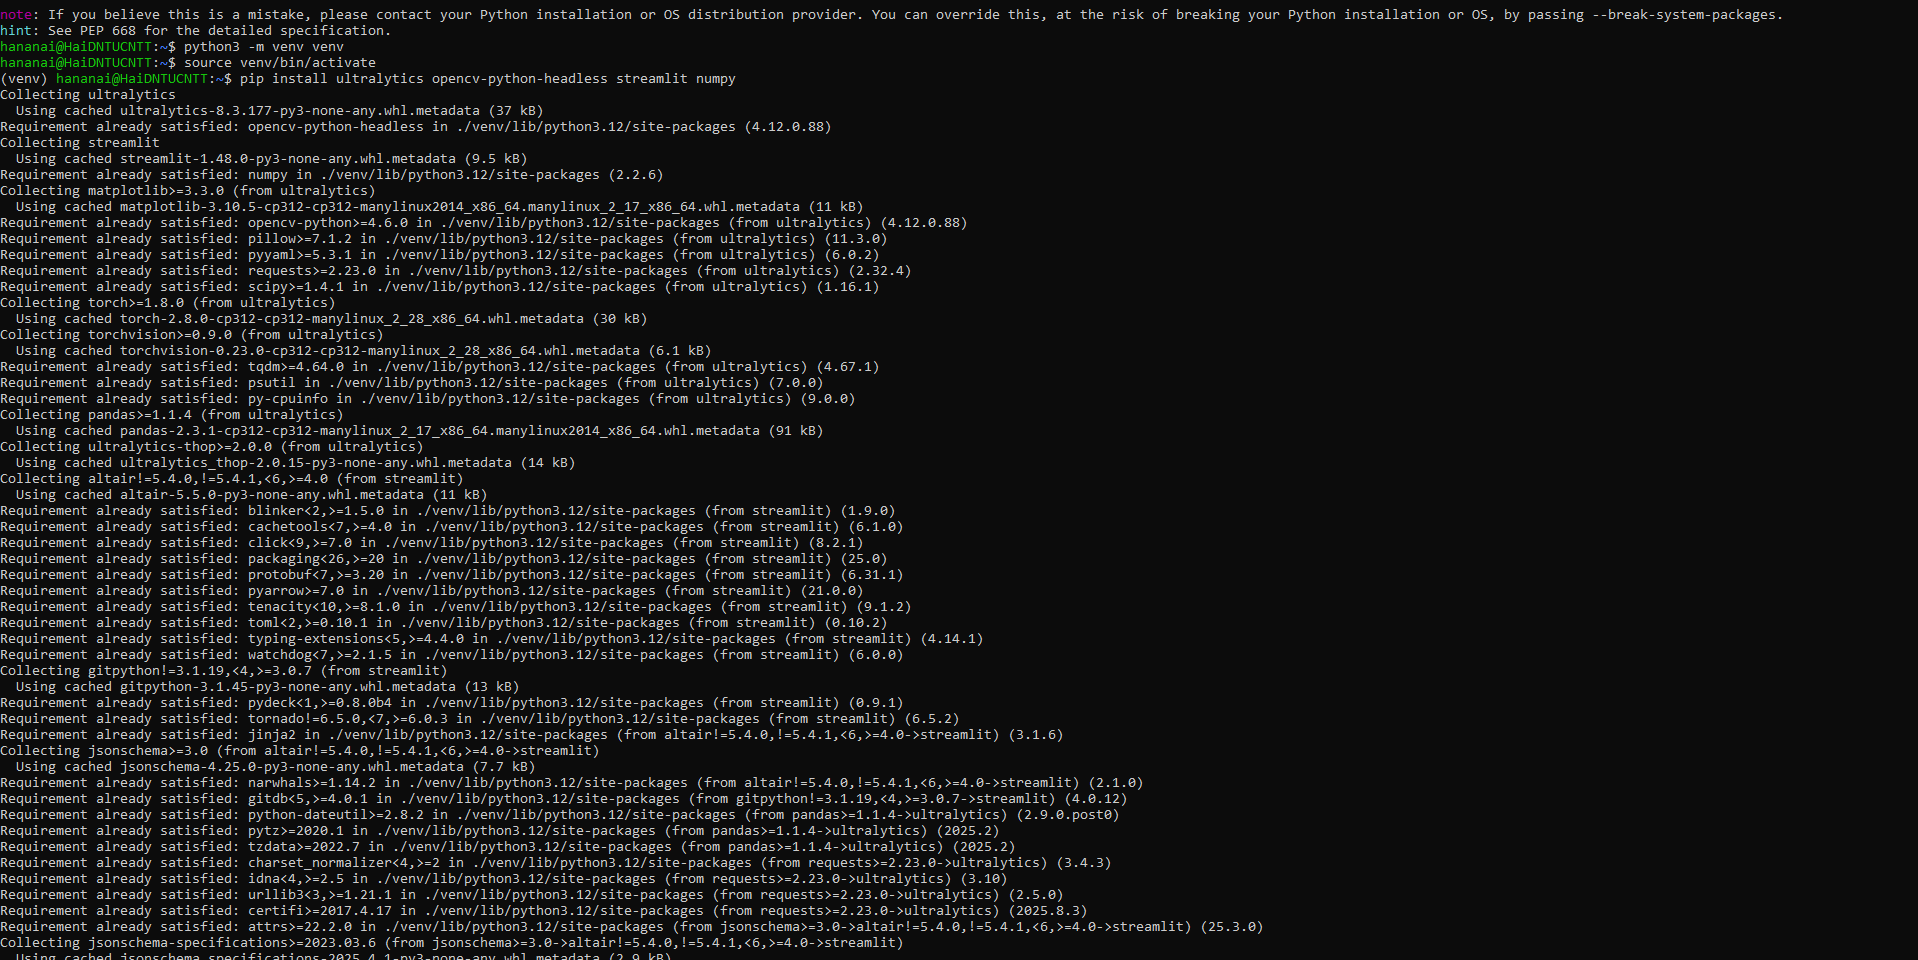 note: If you believe this is a mistake, please contact your Python installation or OS distribution provider. You can override this, at the risk of breaking your Python installation or OS, by passing --break-system-packages.
hint: See PEP 668 for the detailed specification.
hananai@HaiDNTUCNTT:~$ python3 -m venv venv
hananai@HaiDNTUCNTT:~$ source venv/bin/activate
(venv) hananai@HaiDNTUCNTT:~$ pip install ultralytics opencv-python-headless streamlit numpy
Collecting ultralytics
  Using cached ultralytics-8.3.177-py3-none-any.whl.metadata (37 kB)
Requirement already satisfied: opencv-python-headless in ./venv/lib/python3.12/site-packages (4.12.0.88)
Collecting streamlit
  Using cached streamlit-1.48.0-py3-none-any.whl.metadata (9.5 kB)
Requirement already satisfied: numpy in ./venv/lib/python3.12/site-packages (2.2.6)
Collecting matplotlib>=3.3.0 (from ultralytics)
  Using cached matplotlib-3.10.5-cp312-cp312-manylinux2014_x86_64.manylinux_2_17_x86_64.whl.metadata (11 kB)
Requirement already satisfied: opencv-python>=4.6.0 in ./venv/lib/python3.12/site-packages (from ultralytics) (4.12.0.88)
Requirement already satisfied: pillow>=7.1.2 in ./venv/lib/python3.12/site-packages (from ultralytics) (11.3.0)
Requirement already satisfied: pyyaml>=5.3.1 in ./venv/lib/python3.12/site-packages (from ultralytics) (6.0.2)
Requirement already satisfied: requests>=2.23.0 in ./venv/lib/python3.12/site-packages (from ultralytics) (2.32.4)
Requirement already satisfied: scipy>=1.4.1 in ./venv/lib/python3.12/site-packages (from ultralytics) (1.16.1)
Collecting torch>=1.8.0 (from ultralytics)
  Using cached torch-2.8.0-cp312-cp312-manylinux_2_28_x86_64.whl.metadata (30 kB)
Collecting torchvision>=0.9.0 (from ultralytics)
  Using cached torchvision-0.23.0-cp312-cp312-manylinux_2_28_x86_64.whl.metadata (6.1 kB)
Requirement already satisfied: tqdm>=4.64.0 in ./venv/lib/python3.12/site-packages (from ultralytics) (4.67.1)
Requirement already satisfied: psutil in ./venv/lib/python3.12/site-packages (from ultralytics) (7.0.0)
Requirement already satisfied: py-cpuinfo in ./venv/lib/python3.12/site-packages (from ultralytics) (9.0.0)
Collecting pandas>=1.1.4 (from ultralytics)
  Using cached pandas-2.3.1-cp312-cp312-manylinux_2_17_x86_64.manylinux2014_x86_64.whl.metadata (91 kB)
Collecting ultralytics-thop>=2.0.0 (from ultralytics)
  Using cached ultralytics_thop-2.0.15-py3-none-any.whl.metadata (14 kB)
Collecting altair!=5.4.0,!=5.4.1,<6,>=4.0 (from streamlit)
  Using cached altair-5.5.0-py3-none-any.whl.metadata (11 kB)
Requirement already satisfied: blinker<2,>=1.5.0 in ./venv/lib/python3.12/site-packages (from streamlit) (1.9.0)
Requirement already satisfied: cachetools<7,>=4.0 in ./venv/lib/python3.12/site-packages (from streamlit) (6.1.0)
Requirement already satisfied: click<9,>=7.0 in ./venv/lib/python3.12/site-packages (from streamlit) (8.2.1)
Requirement already satisfied: packaging<26,>=20 in ./venv/lib/python3.12/site-packages (from streamlit) (25.0)
Requirement already satisfied: protobuf<7,>=3.20 in ./venv/lib/python3.12/site-packages (from streamlit) (6.31.1)
Requirement already satisfied: pyarrow>=7.0 in ./venv/lib/python3.12/site-packages (from streamlit) (21.0.0)
Requirement already satisfied: tenacity<10,>=8.1.0 in ./venv/lib/python3.12/site-packages (from streamlit) (9.1.2)
Requirement already satisfied: toml<2,>=0.10.1 in ./venv/lib/python3.12/site-packages (from streamlit) (0.10.2)
Requirement already satisfied: typing-extensions<5,>=4.4.0 in ./venv/lib/python3.12/site-packages (from streamlit) (4.14.1)
Requirement already satisfied: watchdog<7,>=2.1.5 in ./venv/lib/python3.12/site-packages (from streamlit) (6.0.0)
Collecting gitpython!=3.1.19,<4,>=3.0.7 (from streamlit)
  Using cached gitpython-3.1.45-py3-none-any.whl.metadata (13 kB)
Requirement already satisfied: pydeck<1,>=0.8.0b4 in ./venv/lib/python3.12/site-packages (from streamlit) (0.9.1)
Requirement already satisfied: tornado!=6.5.0,<7,>=6.0.3 in ./venv/lib/python3.12/site-packages (from streamlit) (6.5.2)
Requirement already satisfied: jinja2 in ./venv/lib/python3.12/site-packages (from altair!=5.4.0,!=5.4.1,<6,>=4.0->streamlit) (3.1.6)
Collecting jsonschema>=3.0 (from altair!=5.4.0,!=5.4.1,<6,>=4.0->streamlit)
  Using cached jsonschema-4.25.0-py3-none-any.whl.metadata (7.7 kB)
Requirement already satisfied: narwhals>=1.14.2 in ./venv/lib/python3.12/site-packages (from altair!=5.4.0,!=5.4.1,<6,>=4.0->streamlit) (2.1.0)
Requirement already satisfied: gitdb<5,>=4.0.1 in ./venv/lib/python3.12/site-packages (from gitpython!=3.1.19,<4,>=3.0.7->streamlit) (4.0.12)
Requirement already satisfied: python-dateutil>=2.8.2 in ./venv/lib/python3.12/site-packages (from pandas>=1.1.4->ultralytics) (2.9.0.post0)
Requirement already satisfied: pytz>=2020.1 in ./venv/lib/python3.12/site-packages (from pandas>=1.1.4->ultralytics) (2025.2)
Requirement already satisfied: tzdata>=2022.7 in ./venv/lib/python3.12/site-packages (from pandas>=1.1.4->ultralytics) (2025.2)
Requirement already satisfied: charset_normalizer<4,>=2 in ./venv/lib/python3.12/site-packages (from requests>=2.23.0->ultralytics) (3.4.3)
Requirement already satisfied: idna<4,>=2.5 in ./venv/lib/python3.12/site-packages (from requests>=2.23.0->ultralytics) (3.10)
Requirement already satisfied: urllib3<3,>=1.21.1 in ./venv/lib/python3.12/site-packages (from requests>=2.23.0->ultralytics) (2.5.0)
Requirement already satisfied: certifi>=2017.4.17 in ./venv/lib/python3.12/site-packages (from requests>=2.23.0->ultralytics) (2025.8.3)
Requirement already satisfied: attrs>=22.2.0 in ./venv/lib/python3.12/site-packages (from jsonschema>=3.0->altair!=5.4.0,!=5.4.1,<6,>=4.0->streamlit) (25.3.0)
Collecting jsonschema-specifications>=2023.03.6 (from jsonschema>=3.0->altair!=5.4.0,!=5.4.1,<6,>=4.0->streamlit)
  Using cached jsonschema_specifications-2025.4.1-py3-none-any.whl.metadata (2.9 kB)